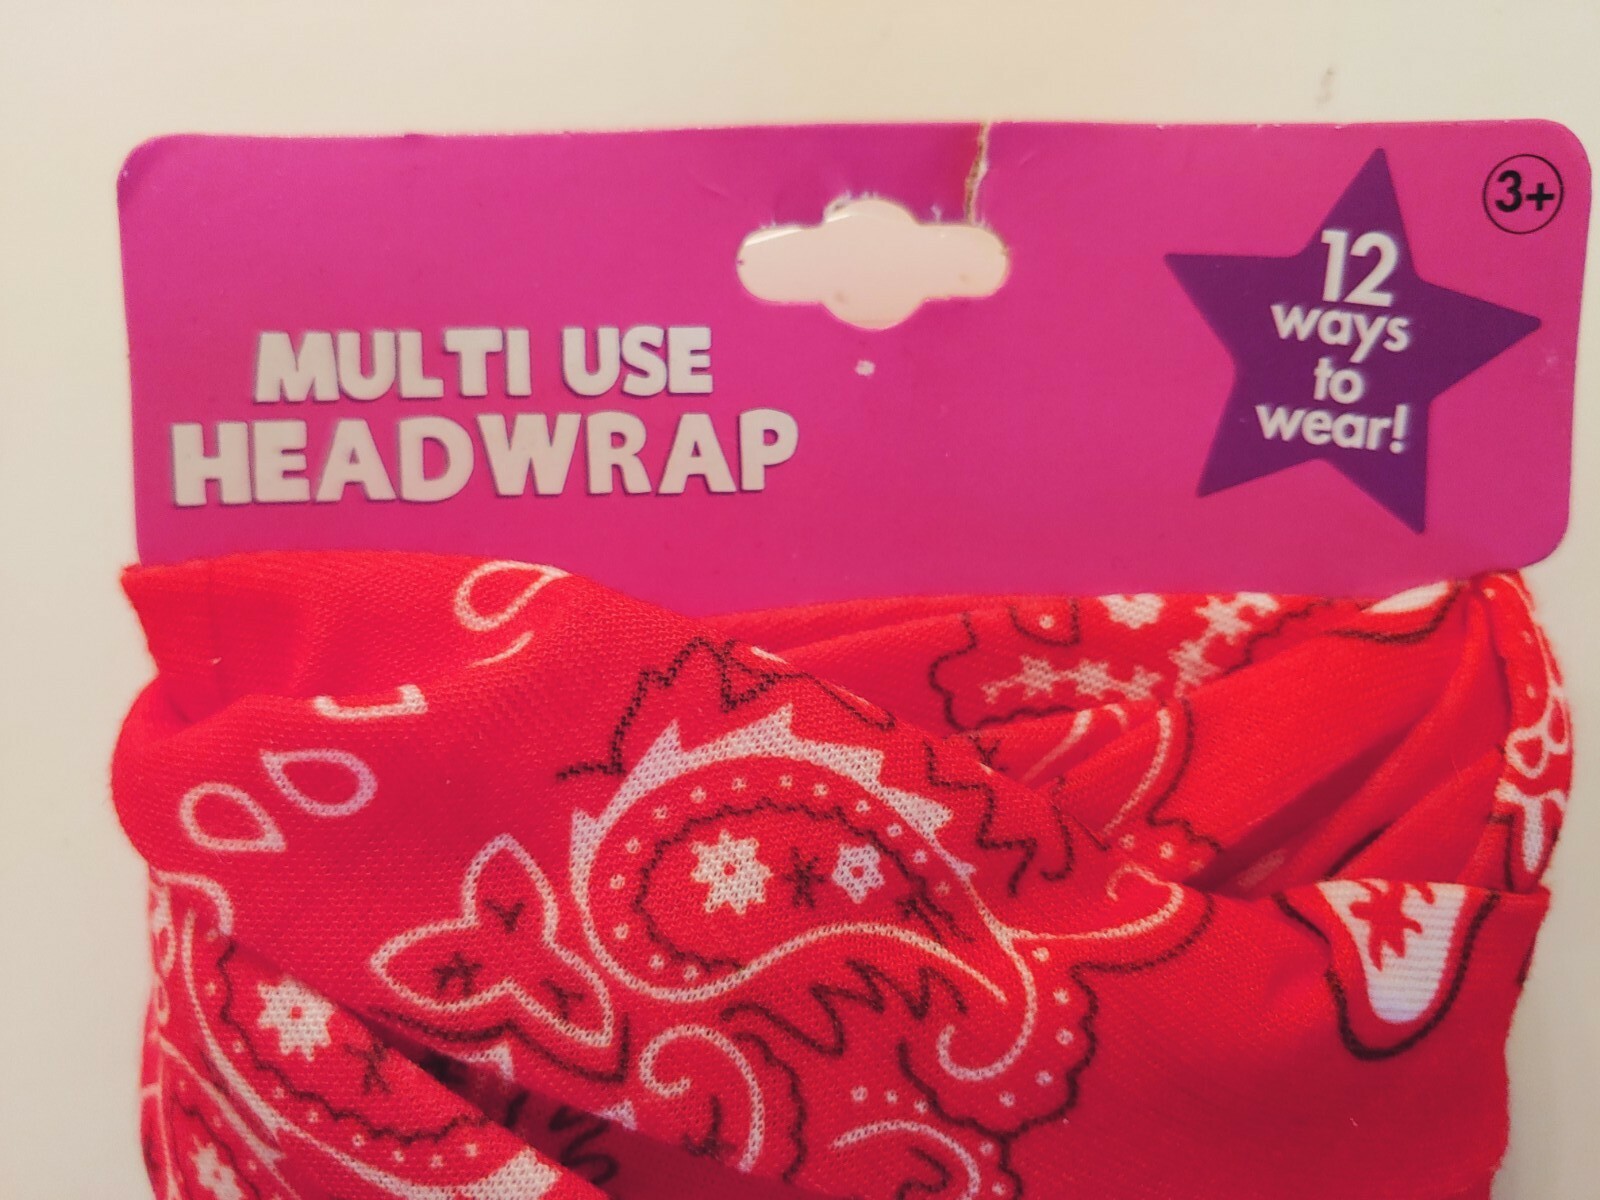 MULTI USE
HEADWRAP
12
ways
to
wear!
3+